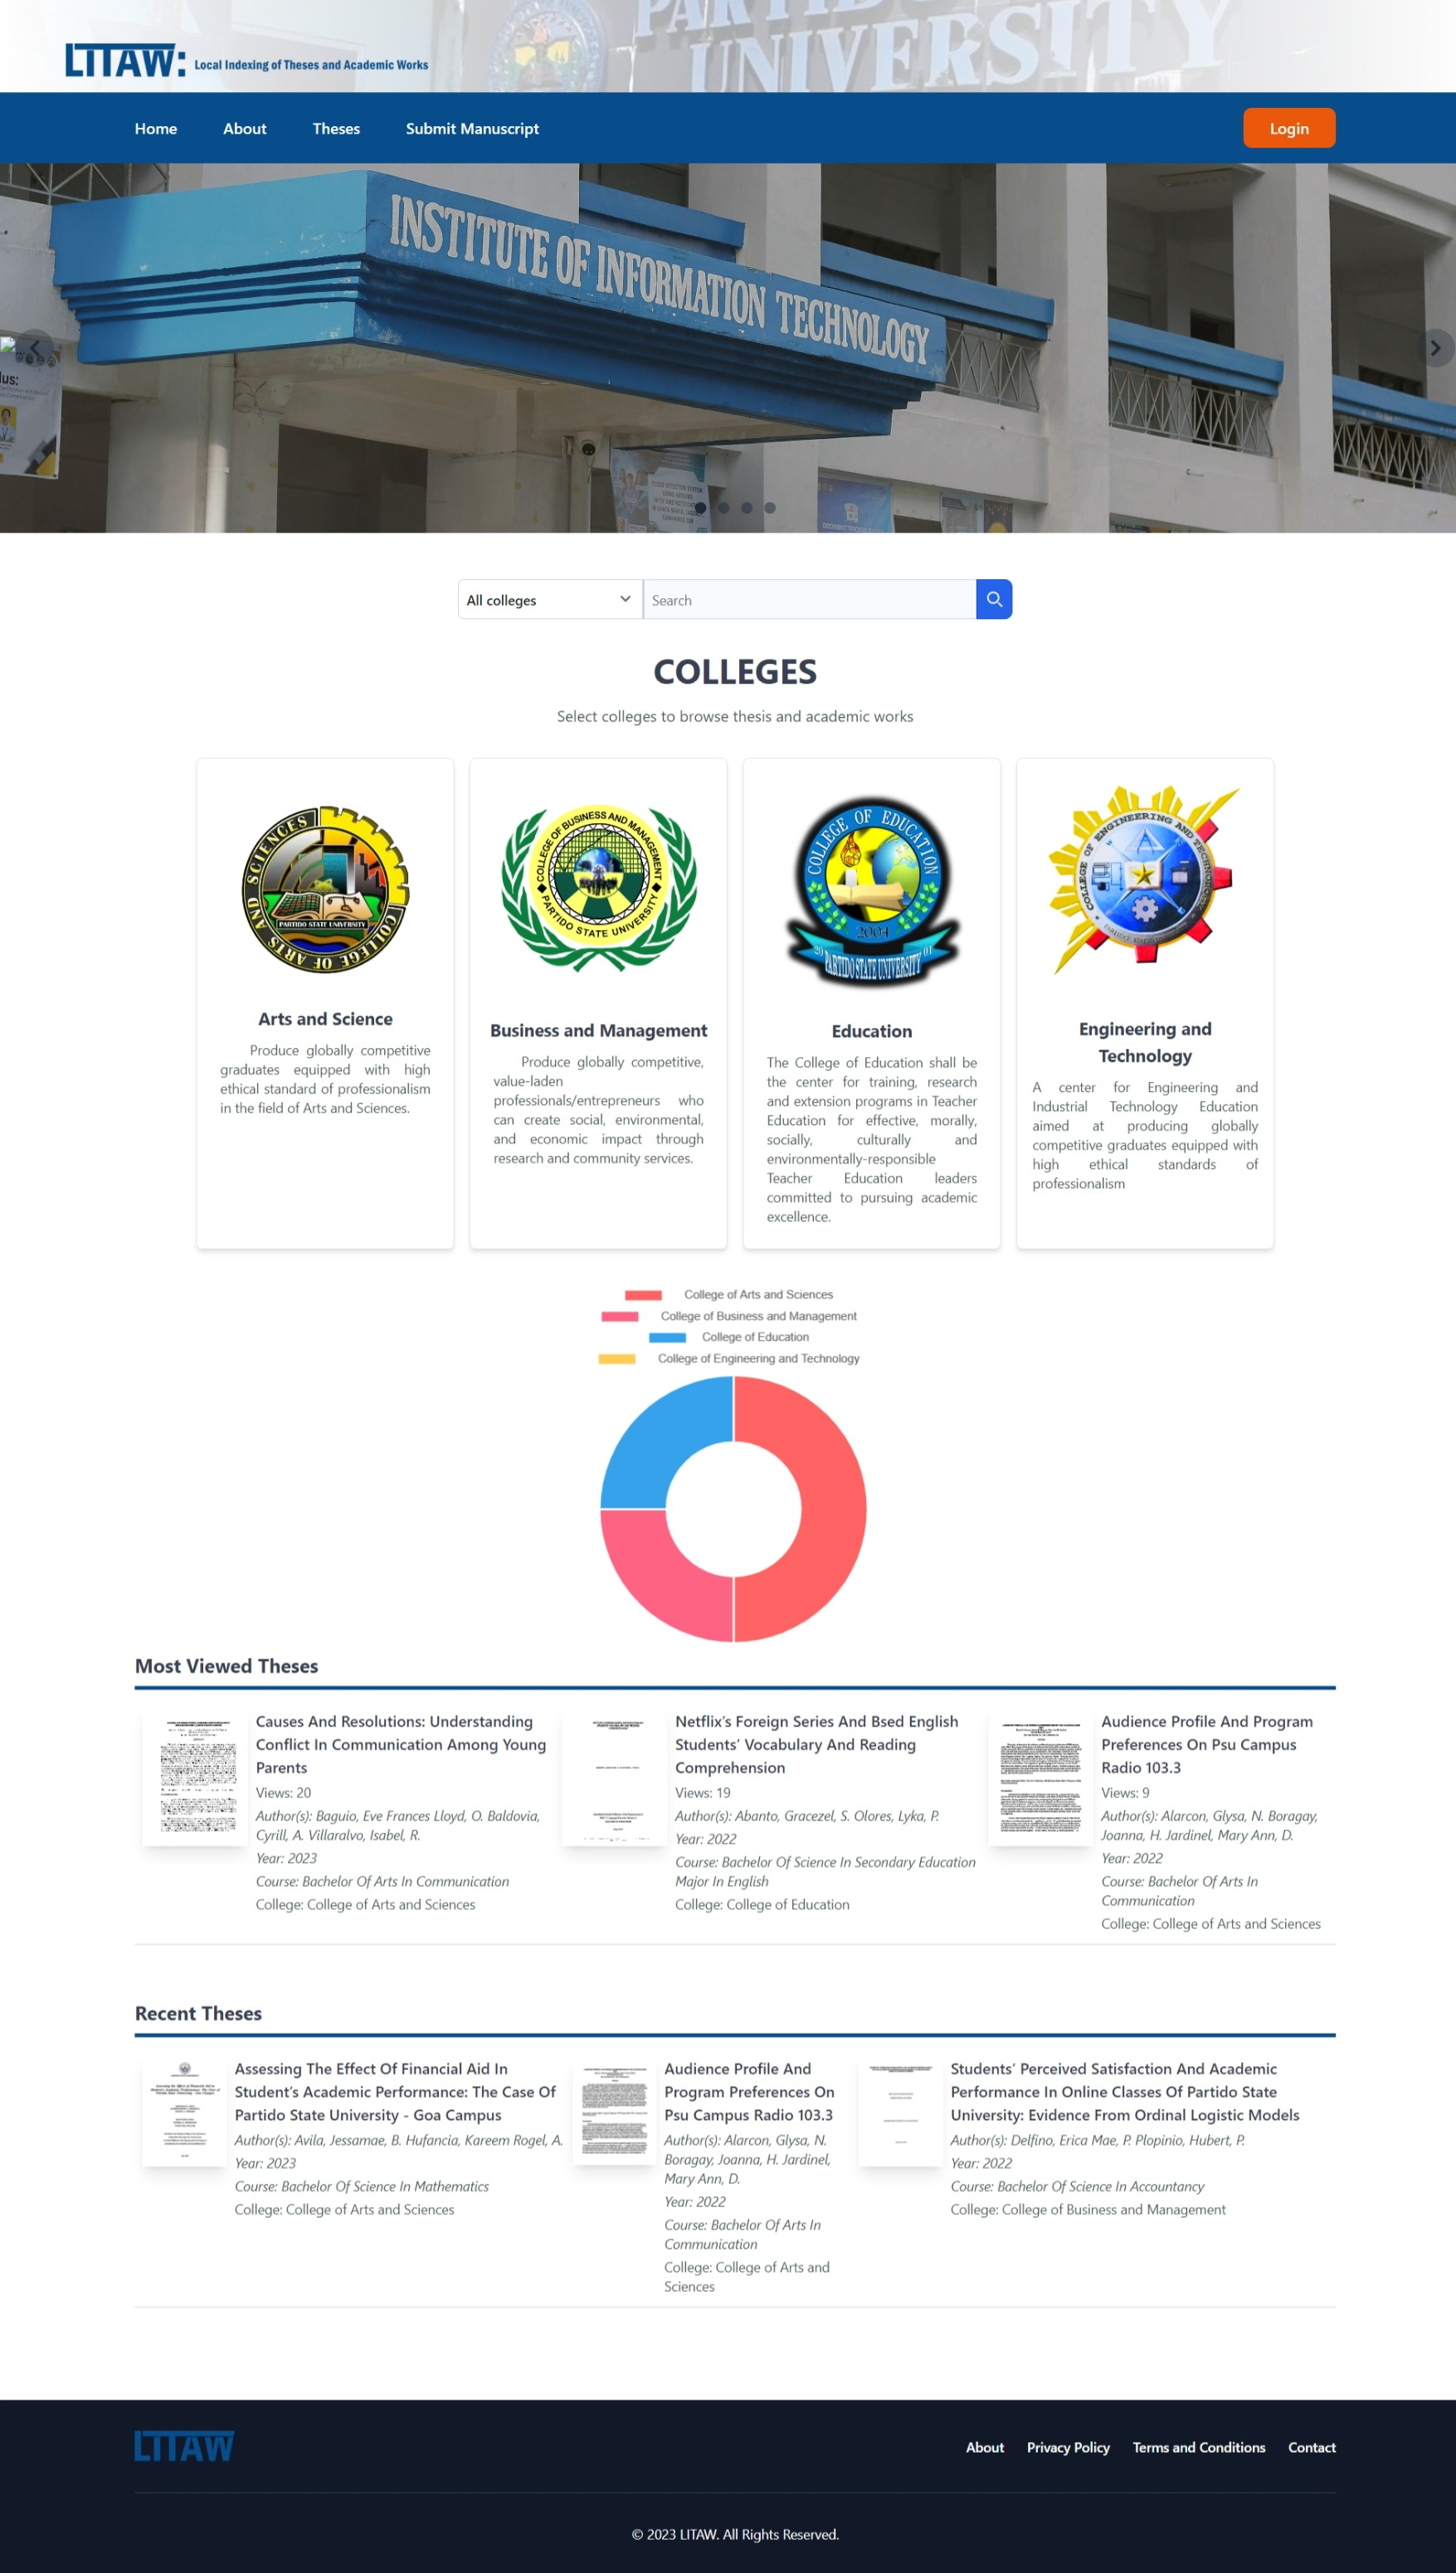 PARTIDO
UNIVERSITY
LITAW: Local Indexing of Theses and Academic Works
Home About Theses Submit Manuscript Login
INSTITUTE OF INFORMATION TECHNOLOGY
lus:
All colleges Search
COLLEGES
Select colleges to browse thesis and academic works
COLLEGE OF ARTS AND SCIENCES
PARTIDO STATE UNIVERSITY
COLLEGE OF BUSINESS AND MANAGEMENT
PARTIDO STATE UNIVERSITY
COLLEGE OF EDUCATION
2004
20 01
PARTIDO STATE UNIVERSITY
COLLEGE OF ENGINEERING AND TECHNOLOGY
Arts and Science
Produce globally competitive
graduates equipped with high
ethical standard of professionalism
in the field of Arts and Sciences.
Business and Management
Produce globally competitive,
value-laden
professionals/entrepreneurs who
can create social, environmental,
and economic impact through
research and community services.
Education
The College of Education shall be
the center for training, research
and extension programs in Teacher
Education for effective, morally,
socially, culturally and
environmentally-responsible
Teacher Education leaders
committed to pursuing academic
excellence.
Engineering and
Technology
A center for Engineering and
Industrial Technology Education
aimed at producing globally
competitive graduates equipped with
high ethical standards of
professionalism
College of Arts and Sciences
College of Business and Management
College of Education
College of Engineering and Technology
Most Viewed Theses
Causes And Resolutions: Understanding
Conflict In Communication Among Young
Parents
Views: 20
Author(s): Baquio, Eve Frances Lloyd, O. Baldovia,
Cyrill, A. Villaralvo, Isabel, R.
Year: 2023
Course: Bachelor Of Arts In Communication
College: College of Arts and Sciences
Netflix's Foreign Series And Bsed English
Students' Vocabulary And Reading
Comprehension
Views: 19
Author(s): Abanto, Gracezel, S. Olores, Lyka, P.
Year: 2022
Course: Bachelor Of Science In Secondary Education
Major In English
College: College of Education
Audience Profile And Program
Preferences On Psu Campus
Radio 103.3
Views: 9
Author(s): Alarcon, Glysa, N. Boragay,
Joanna, H. Jardinel, Mary Ann, D.
Year: 2022
Course: Bachelor Of Arts In
Communication
College: College of Arts and Sciences
Recent Theses
Assessing The Effect Of Financial Aid In
Student's Academic Performance: The Case Of
Partido State University - Goa Campus
Author(s): Avila, Jessamae, B. Hufancia, Kareem Rogel, A.
Year: 2023
Course: Bachelor Of Science In Mathematics
College: College of Arts and Sciences
Audience Profile And
Program Preferences On
Psu Campus Radio 103.3
Author(s): Alarcon, Glysa, N.
Boragay, Joanna, H. Jardinel,
Mary Ann, D.
Year: 2022
Course: Bachelor Of Arts In
Communication
College: College of Arts and
Sciences
Students' Perceived Satisfaction And Academic
Performance In Online Classes Of Partido State
University: Evidence From Ordinal Logistic Models
Author(s): Delfino, Erica Mae, P. Plopinio, Hubert, P.
Year: 2022
Course: Bachelor Of Science In Accountancy
College: College of Business and Management
LITAW
About Privacy Policy Terms and Conditions Contact
© 2023 LITAW. All Rights Reserved.